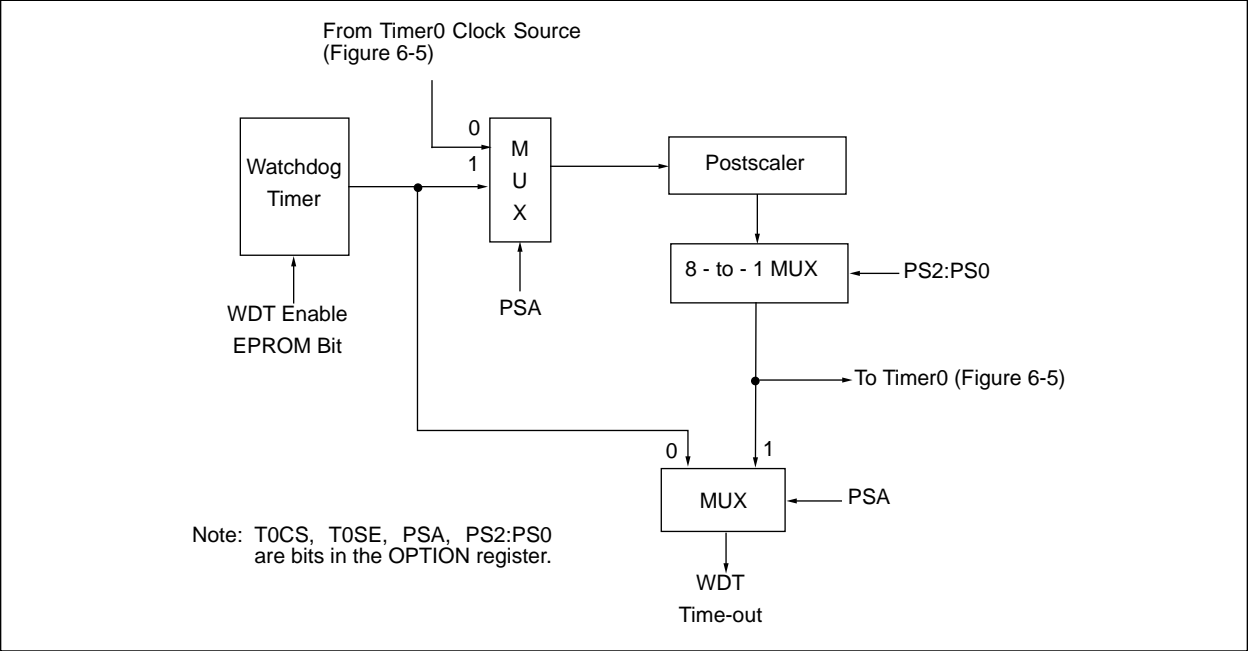 From Timer0 Clock Source
(Figure 6-5)
0
1
M
U
X
Watchdog
Timer
Postscaler
8 - to - 1 MUX
PS2:PS0
PSA
WDT Enable
EPROM Bit
To Timer0 (Figure 6-5)
0
1
MUX
PSA
Note: T0CS, T0SE, PSA, PS2:PS0
are bits in the OPTION register.
WDT
Time-out